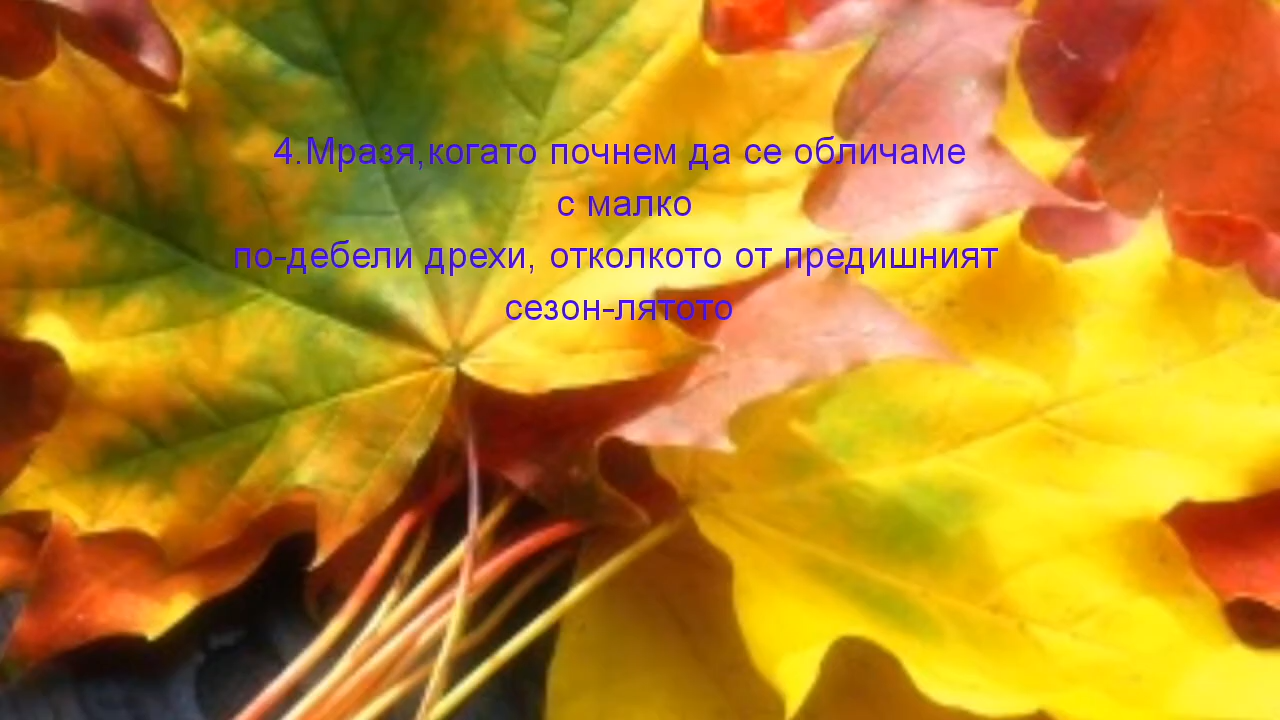 4.Мразя,когато почнем да се обличаме
с малко
по-дебели дрехи, отколкото от предишният
сезон-лятото